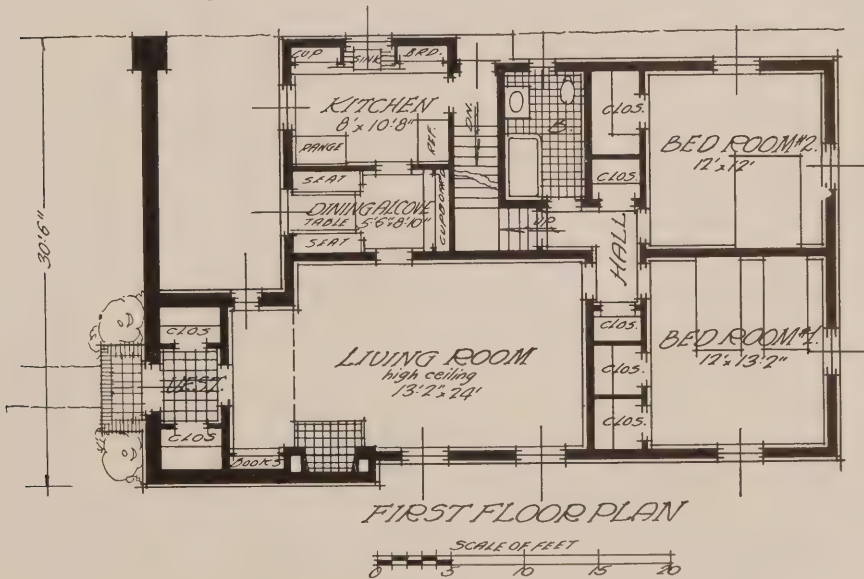 CUP
SINK
BRD.
KITCHEN
8' x 10'8"
RANGE
REF.
DN.
B.
CLOS.
CLOS.
BED ROOM #2.
12' x 12'
SEAT
DINING ALCOVE
TABLE 5'6" x 8'10"
SEAT
CUPBOARD
UP
HALL
30'6"
CLOS.
VEST.
CLOS.
LIVING ROOM
high ceiling
13'2" x 24'
BOOKS
CLOS.
CLOS.
CLOS.
BED ROOM #1.
12' x 13'2"
FIRST FLOOR PLAN
SCALE OF FEET
0 5 10 15 20